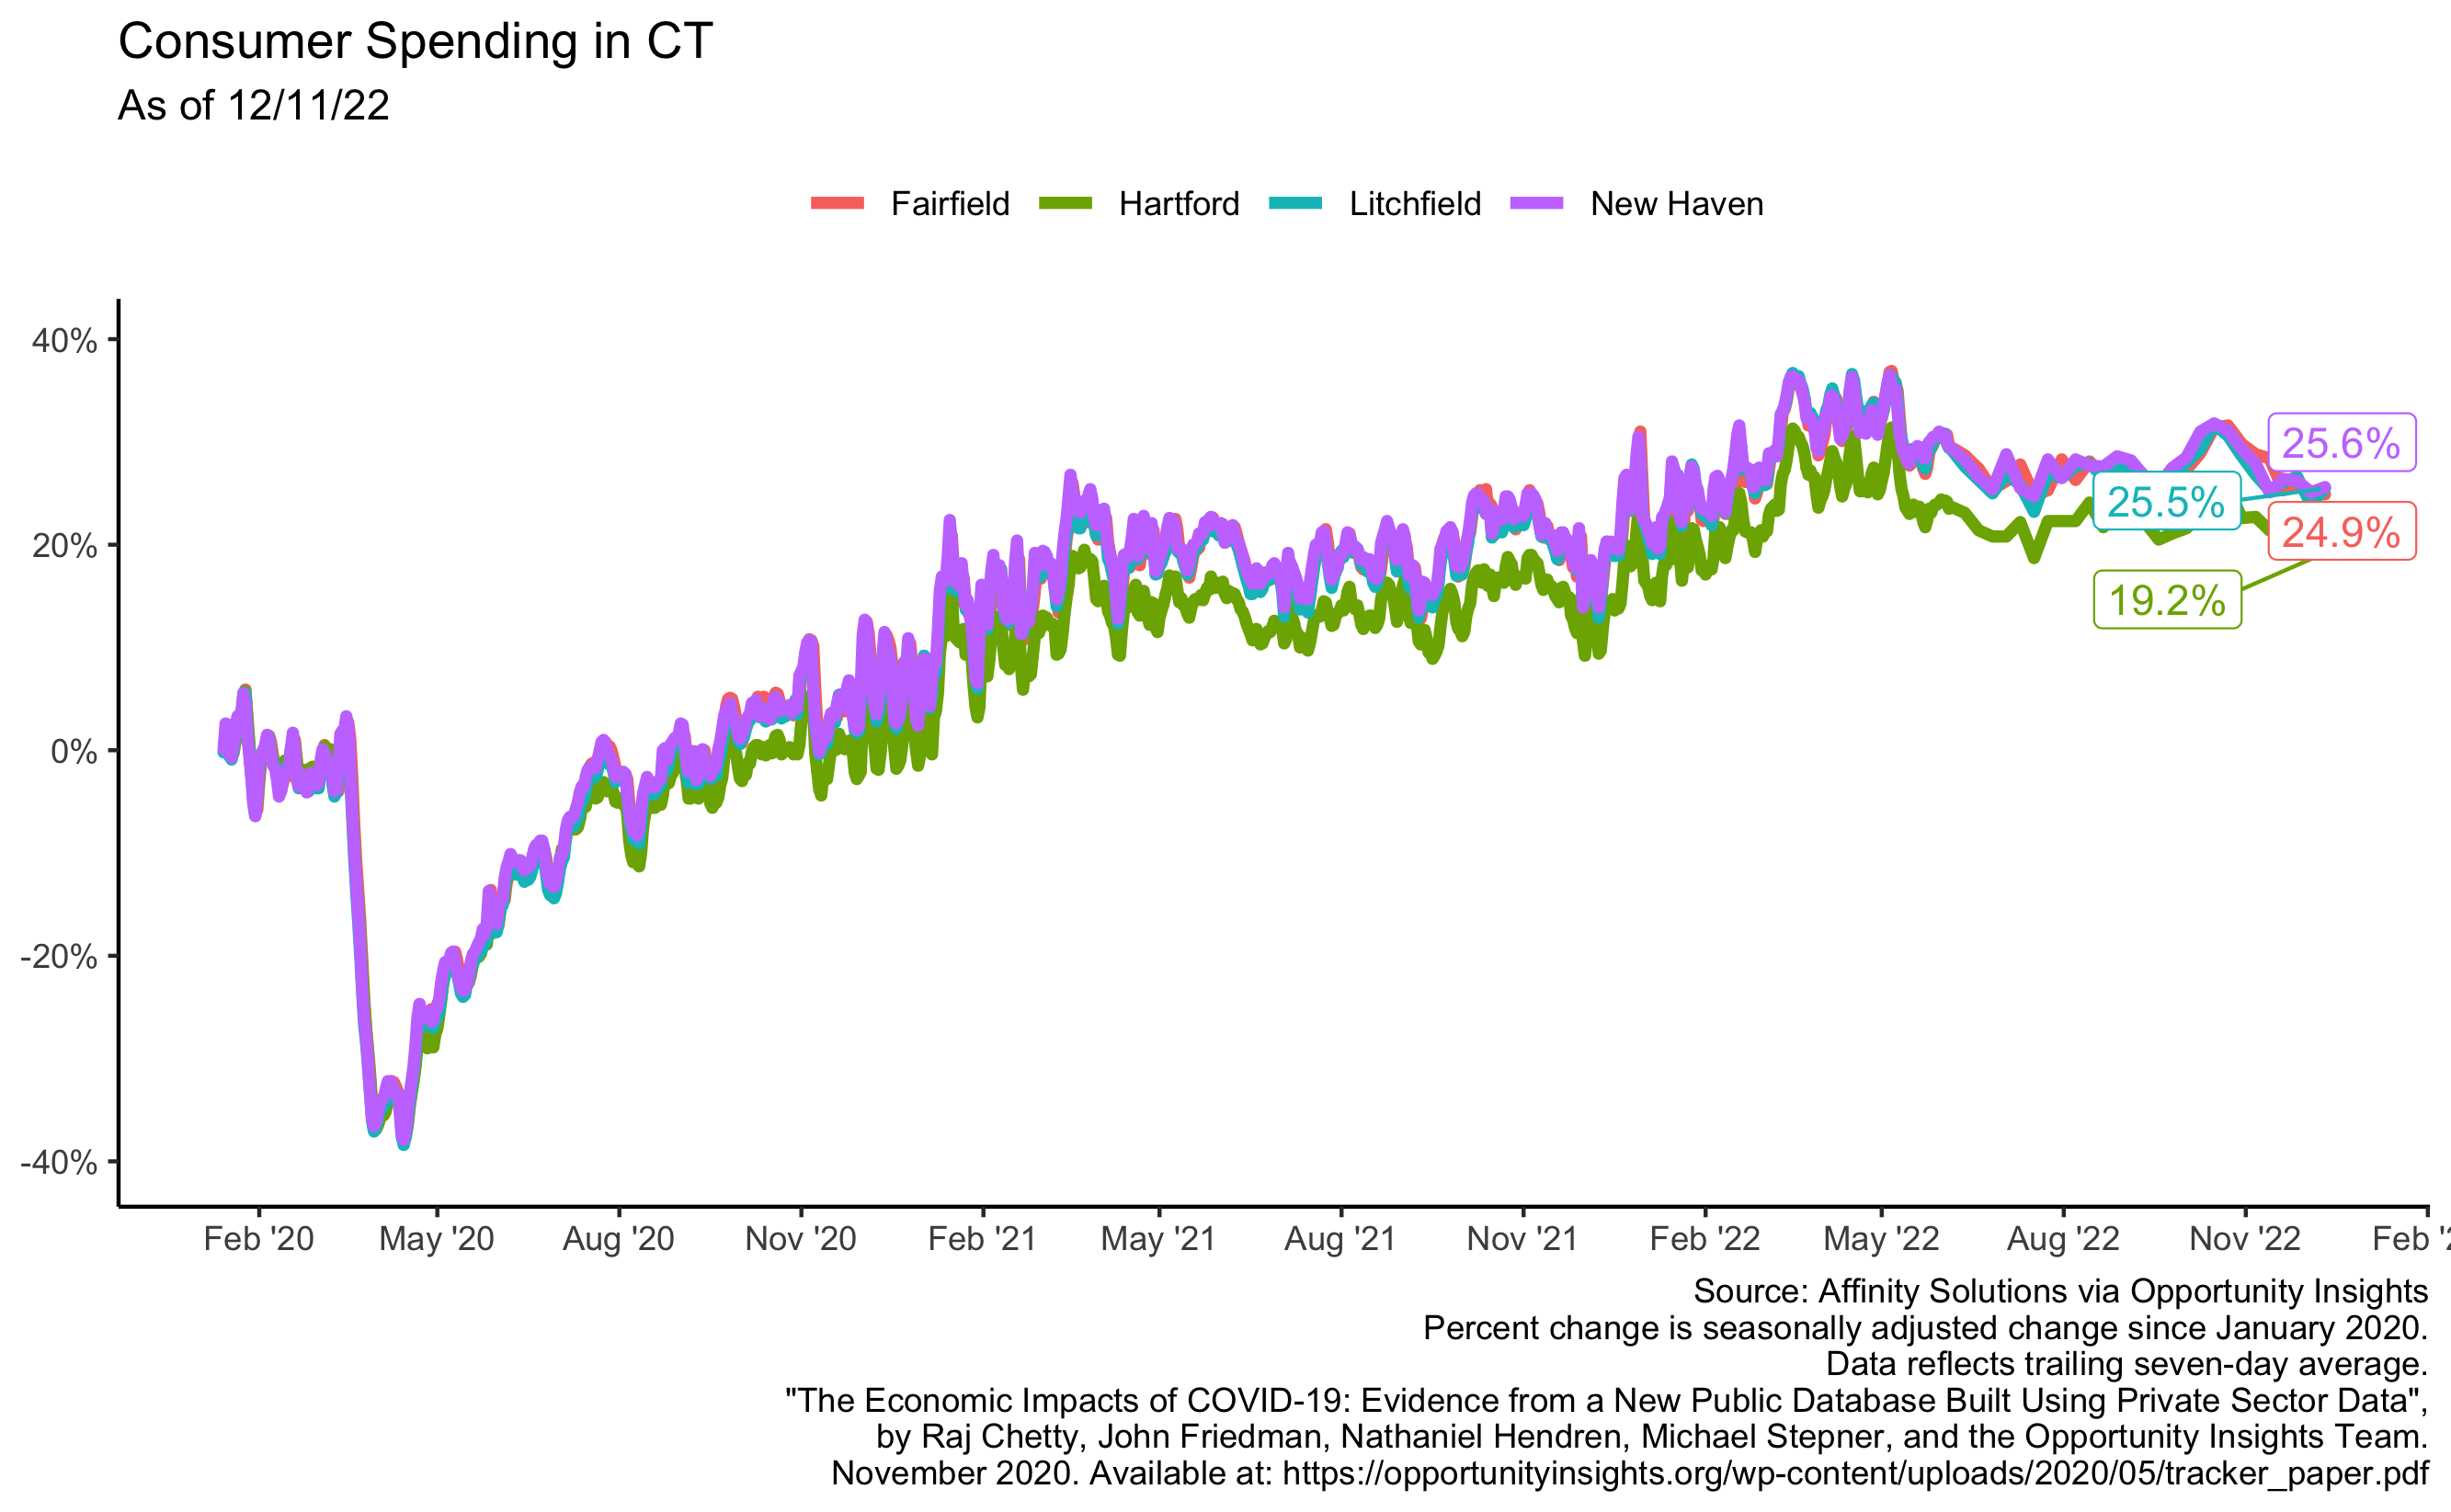 Consumer Spending in CT
As of 12/11/22
Fairfield Hartford Litchfield New Haven
40%
20%
0%
-20%
-40%
25.6%
25.5%
24.9%
19.2%
Feb '20 May '20 Aug '20 Nov '20 Feb '21 May '21 Aug '21 Nov '21 Feb '22 May '22 Aug '22 Nov '22 Feb
Source: Affinity Solutions via Opportunity Insights
Percent change is seasonally adjusted change since January 2020.
Data reflects trailing seven-day average.
"The Economic Impacts of COVID-19: Evidence from a New Public Database Built Using Private Sector Data",
by Raj Chetty, John Friedman, Nathaniel Hendren, Michael Stepner, and the Opportunity Insights Team.
November 2020. Available at: https://opportunityinsights.org/wp-content/uploads/2020/05/tracker_paper.pdf